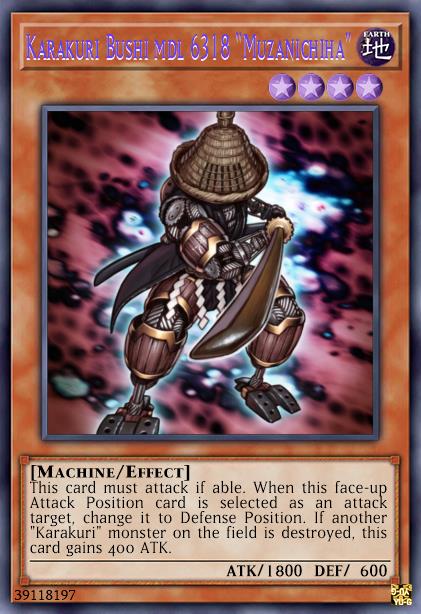 Karakuri Bushi mdl 6318 "Muzanichiha"
EARTH
地
[Machine/Effect]
This card must attack if able. When this face-up
Attack Position card is selected as an attack
target, change it to Defense Position. If another
"Karakuri" monster on the field is destroyed, this
card gains 400 ATK.
ATK/1800 DEF/ 600
39118197